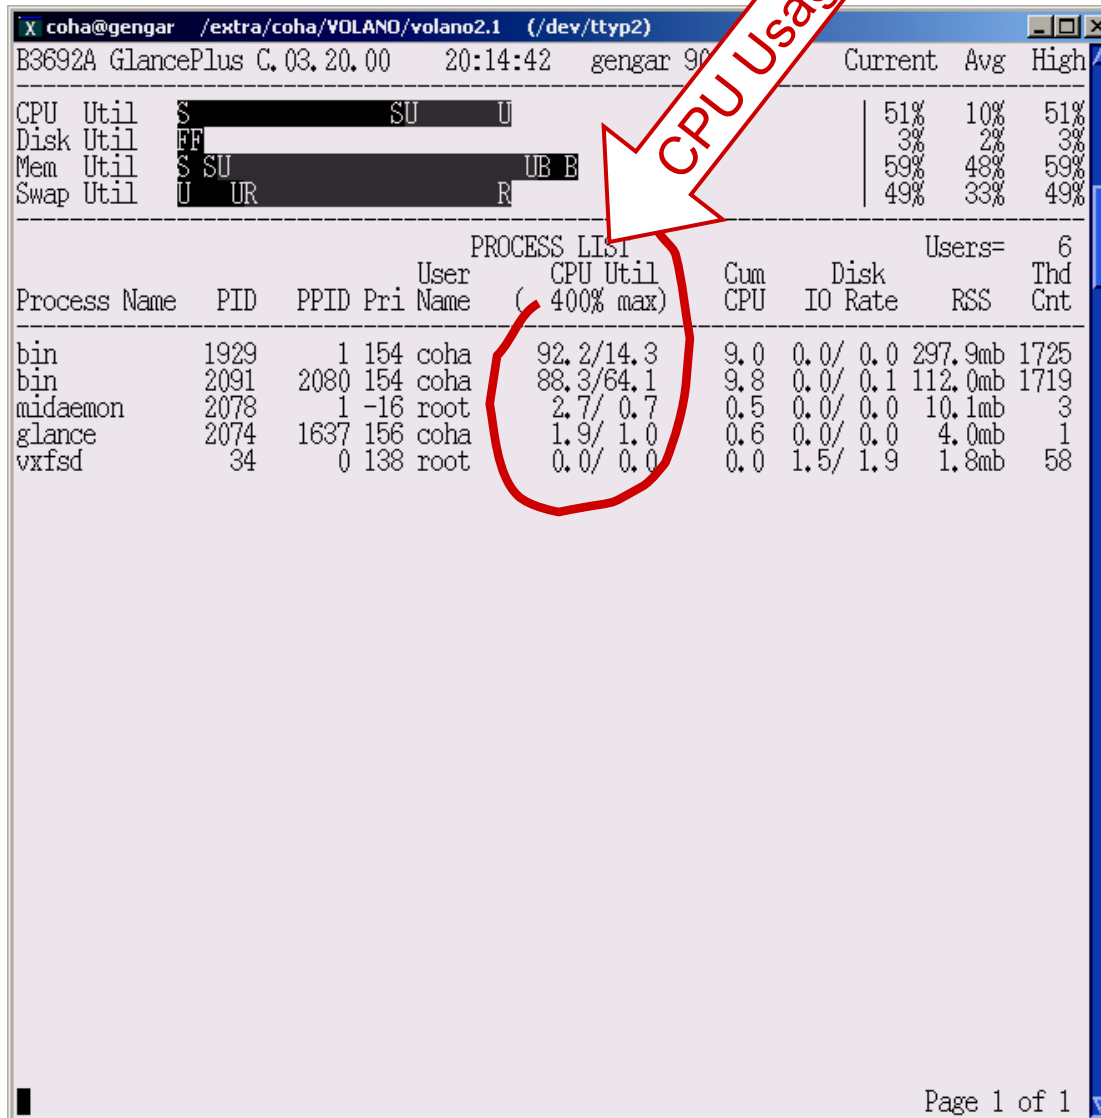 coha@gengar /extra/coha/VOLANO/volano2.1 (/dev/ttyp2)
B3692A GlancePlus C.03.20.00 20:14:42 gengar Current Avg High
CPU Util S SU U | 51% 10% 51%
Disk Util FF | 3% 2% 3%
Mem Util S SU UB B | 59% 48% 59%
Swap Util U UR R | 49% 33% 49%
CPU Usag
PROCESS LIST Users= 6
User CPU Util Cum Disk Thd
Process Name PID PPID Pri Name ( 400% max) CPU IO Rate RSS Cnt
bin 1929 1 154 coha 92.2/14.3 9.0 0.0/ 0.0 297.9mb 1725
bin 2091 2080 154 coha 88.3/64.1 9.8 0.0/ 0.1 112.0mb 1719
midaemon 2078 1 -16 root 2.7/ 0.7 0.5 0.0/ 0.0 10.1mb 3
glance 2074 1637 156 coha 1.9/ 1.0 0.6 0.0/ 0.0 4.0mb 1
vxfsd 34 0 138 root 0.0/ 0.0 0.0 1.5/ 1.9 1.8mb 58
Page 1 of 1